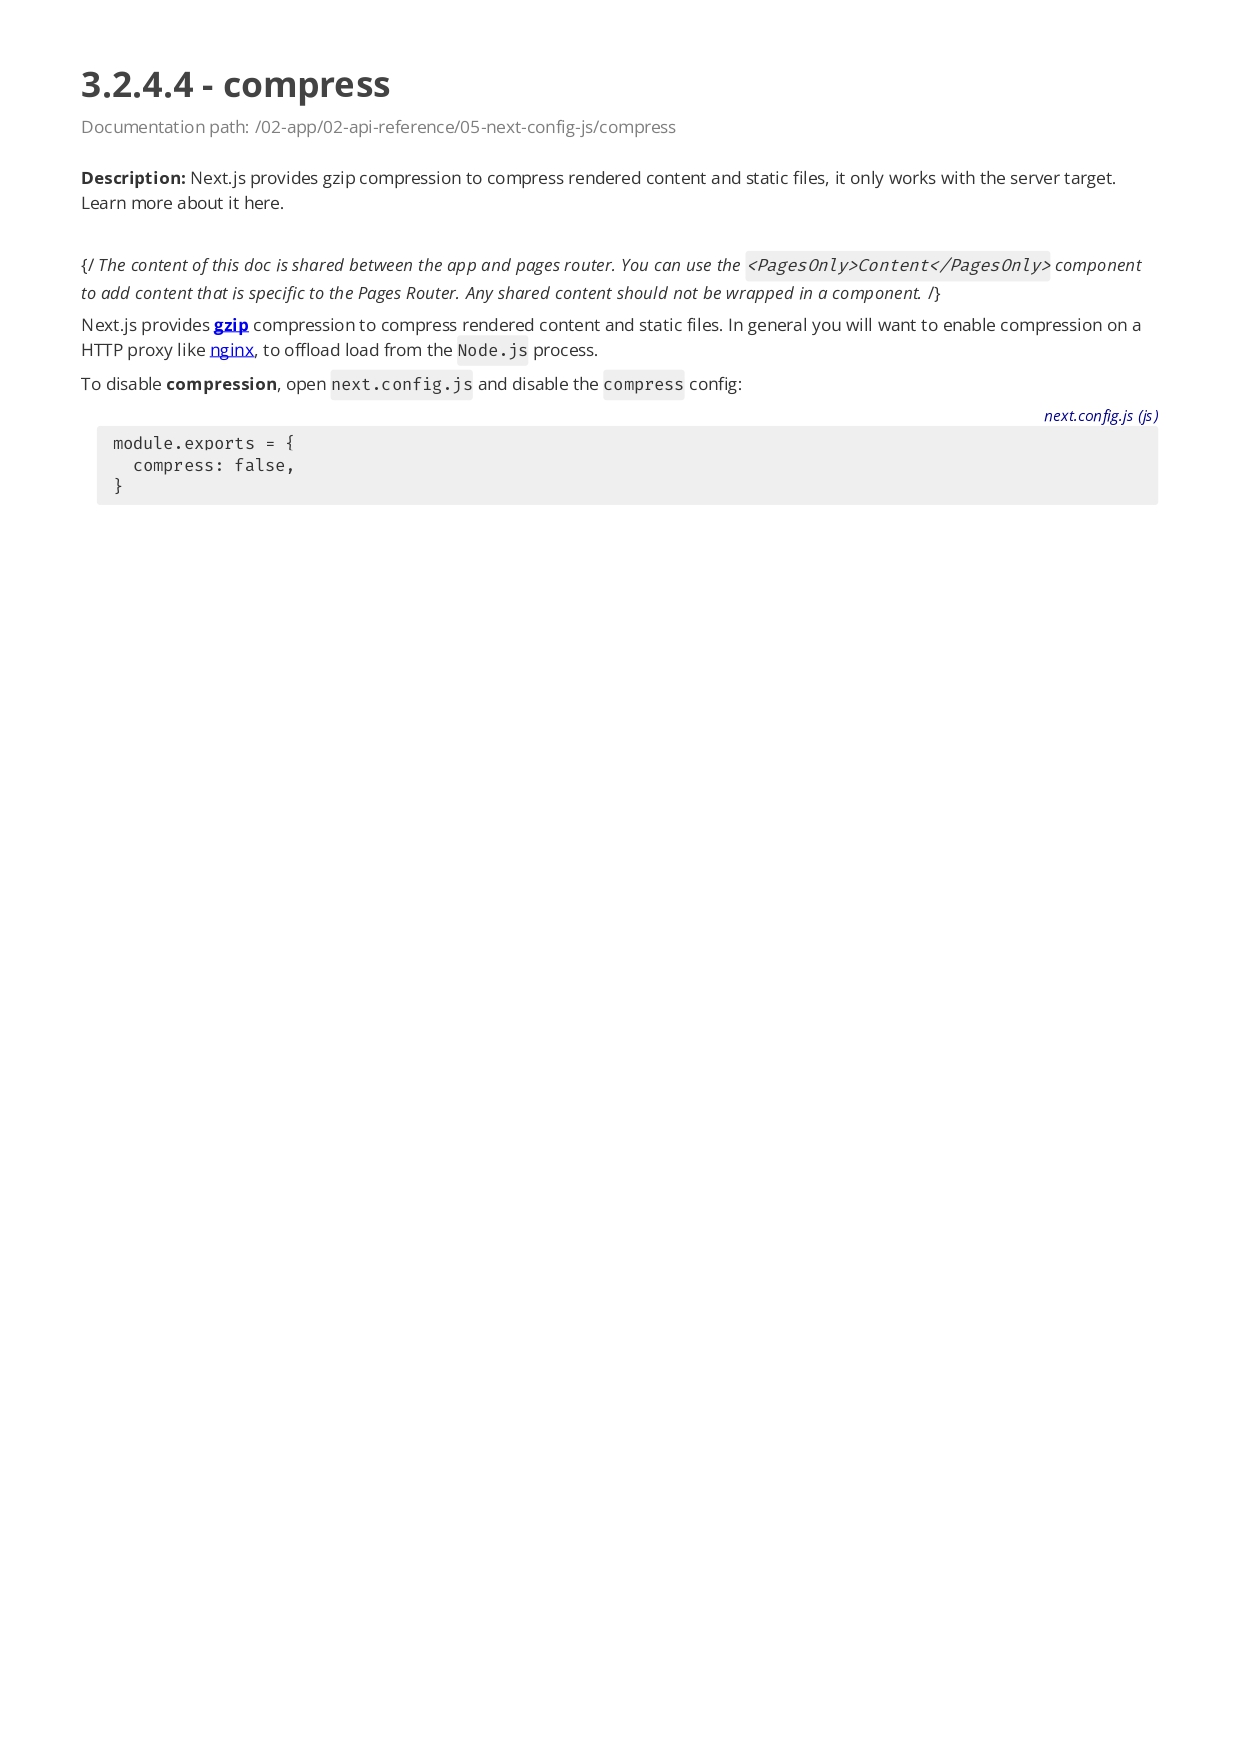 3.2.4.4 - compress
Documentation path: /02-app/02-api-reference/05-next-config-js/compress
Description: Next.js provides gzip compression to compress rendered content and static files, it only works with the server target.
Learn more about it here.
{/ The content of this doc is shared between the app and pages router. You can use the <PagesOnly>Content</PagesOnly> component
to add content that is specific to the Pages Router. Any shared content should not be wrapped in a component. /}
Next.js provides gzip compression to compress rendered content and static files. In general you will want to enable compression on a
HTTP proxy like nginx, to offload load from the Node.js process.
To disable compression, open next.config.js and disable the compress config:
next.config.js (js)
module.exports = {
  compress: false,
}